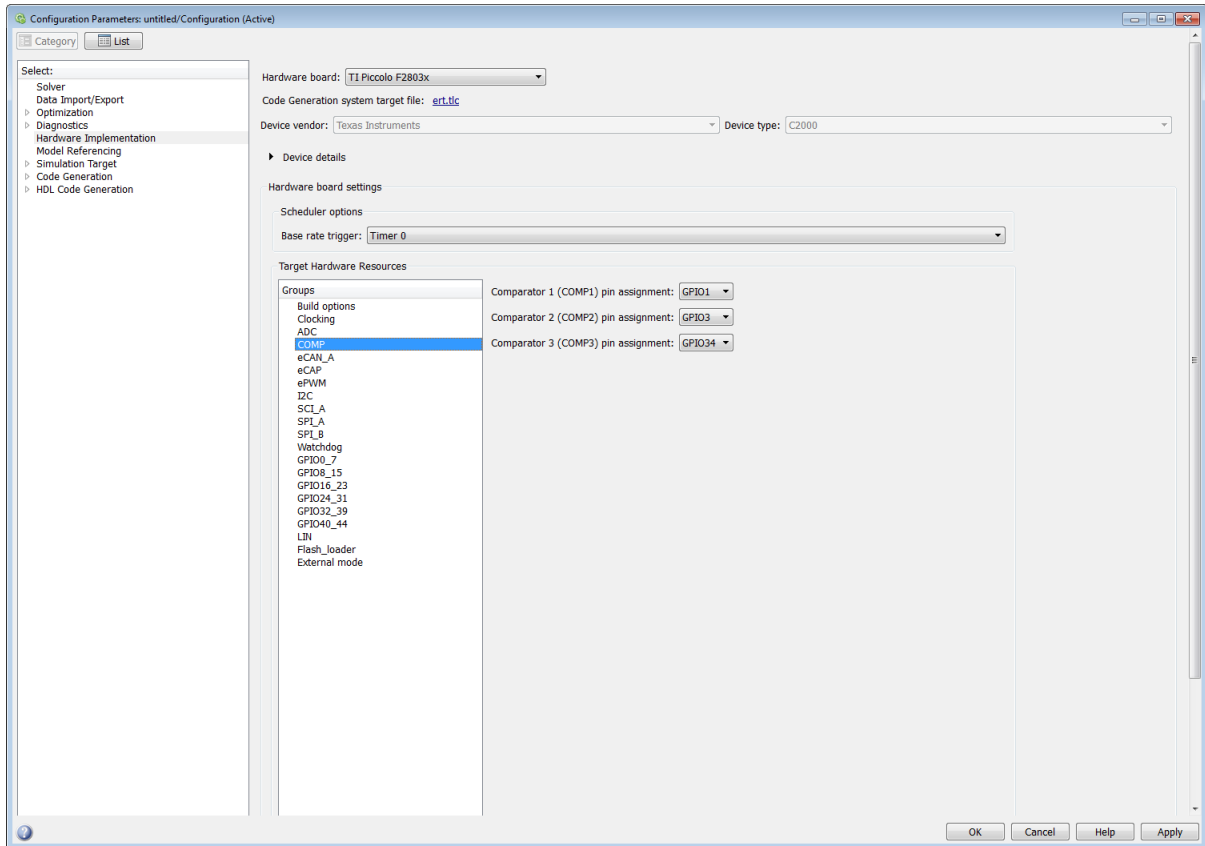 Configuration Parameters: untitled/Configuration (Active)
Category List
Select:
Solver
Data Import/Export
Optimization
Diagnostics
Hardware Implementation
Model Referencing
Simulation Target
Code Generation
HDL Code Generation
Hardware board: TI Piccolo F2803x
Code Generation system target file: ert.tlc
Device vendor: Texas Instruments Device type: C2000
Device details
Hardware board settings
Scheduler options
Base rate trigger: Timer 0
Target Hardware Resources
Groups
Build options
Clocking
ADC
COMP
eCAN_A
eCAP
ePWM
I2C
SCI_A
SPI_A
SPI_B
Watchdog
GPIO0_7
GPIO8_15
GPIO16_23
GPIO24_31
GPIO32_39
GPIO40_44
LIN
Flash_loader
External mode
Comparator 1 (COMP1) pin assignment: GPIO1
Comparator 2 (COMP2) pin assignment: GPIO3
Comparator 3 (COMP3) pin assignment: GPIO34
OK Cancel Help Apply